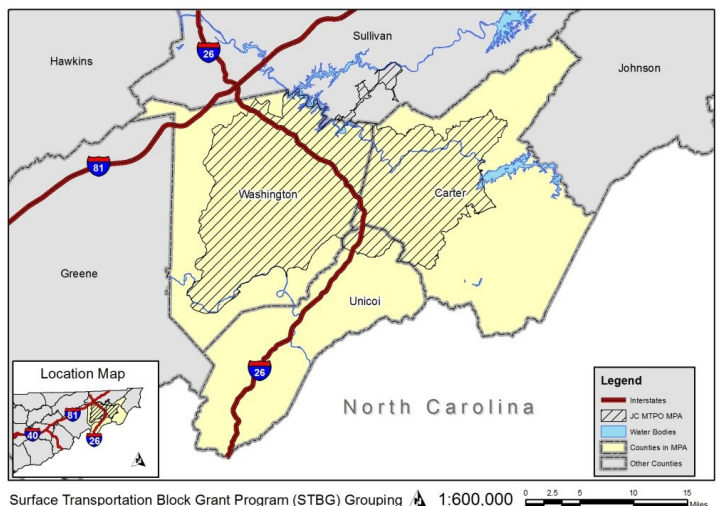 Sullivan
26
Hawkins
Johnson
81
Washington
Carter
Greene
Unicoi
26
North Carolina
Location Map
81
40
26
Legend
Interstates
JC MTPO MPA
Water Bodies
Counties in MPA
Other Counties
Surface Transportation Block Grant Program (STBG) Grouping 1:600,000
0 2.5 5 10 15
Miles